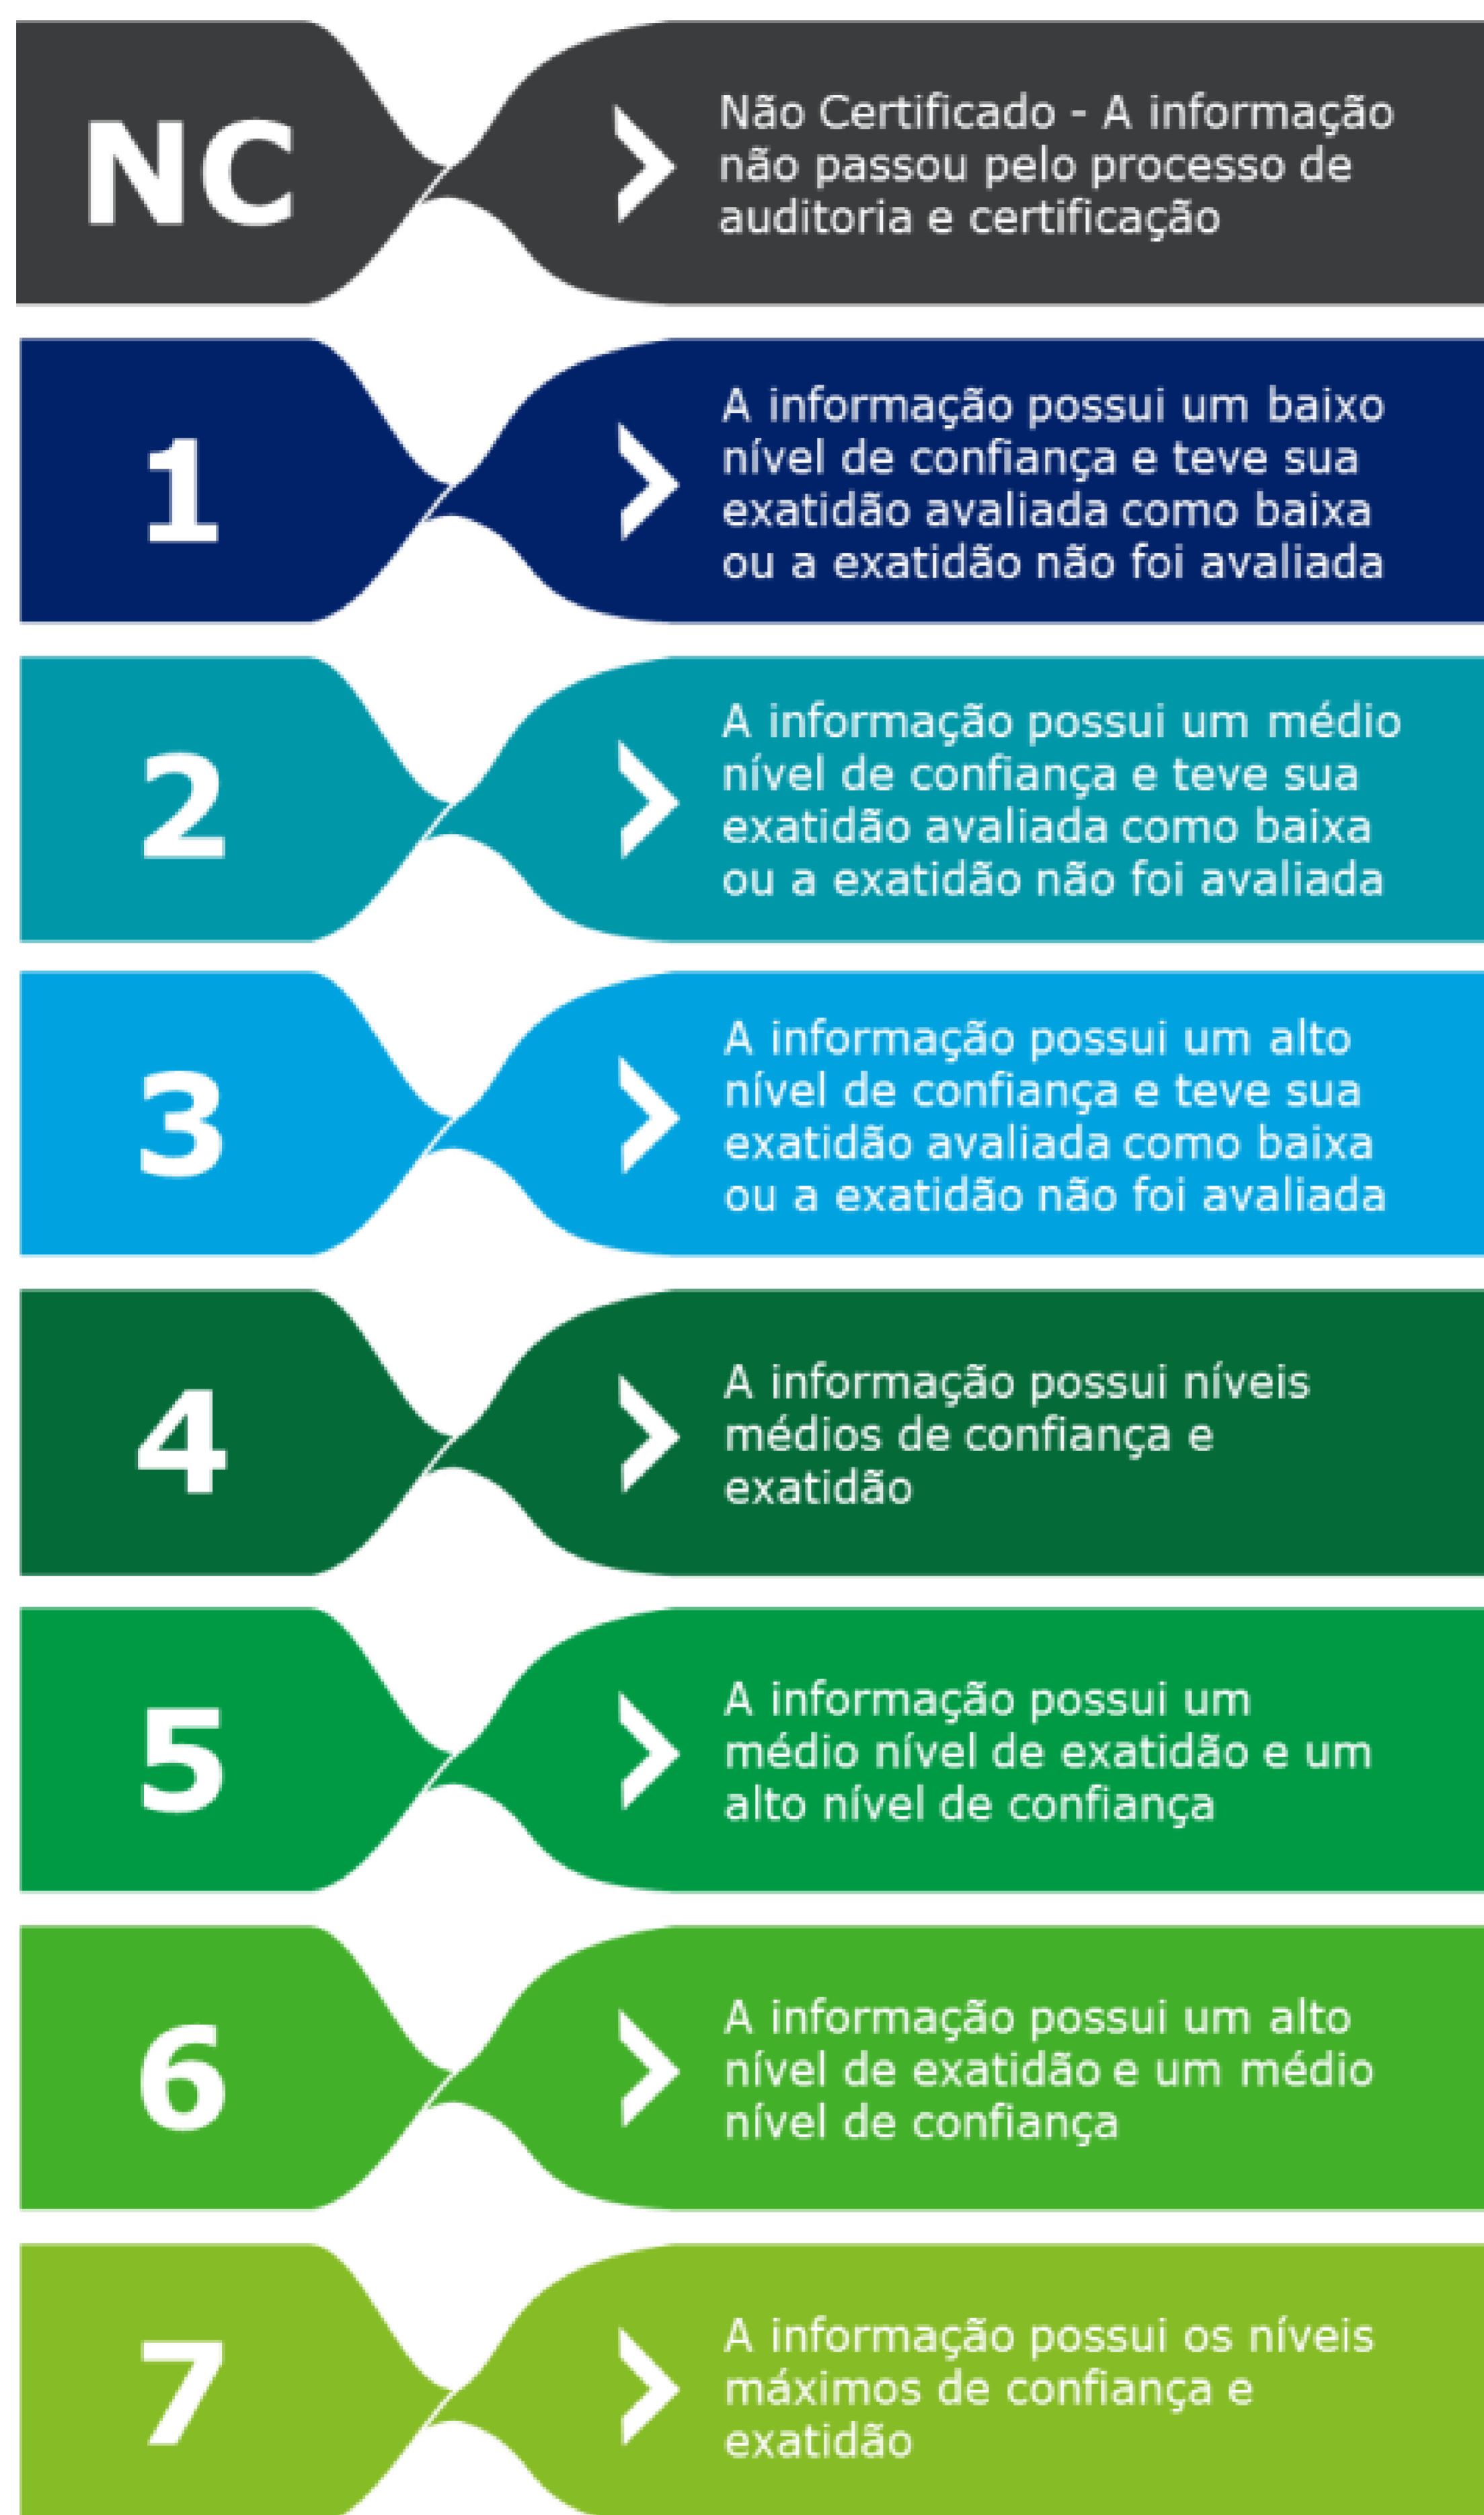 NC
Não Certificado - A informação
não passou pelo processo de
auditoria e certificação
1
A informação possui um baixo
nível de confiança e teve sua
exatidão avaliada como baixa
ou a exatidão não foi avaliada
2
A informação possui um médio
nível de confiança e teve sua
exatidão avaliada como baixa
ou a exatidão não foi avaliada
3
A informação possui um alto
nível de confiança e teve sua
exatidão avaliada como baixa
ou a exatidão não foi avaliada
4
A informação possui níveis
médios de confiança e
exatidão
5
A informação possui um
médio nível de exatidão e um
alto nível de confiança
6
A informação possui um alto
nível de exatidão e um médio
nível de confiança
7
A informação possui os níveis
máximos de confiança e
exatidão